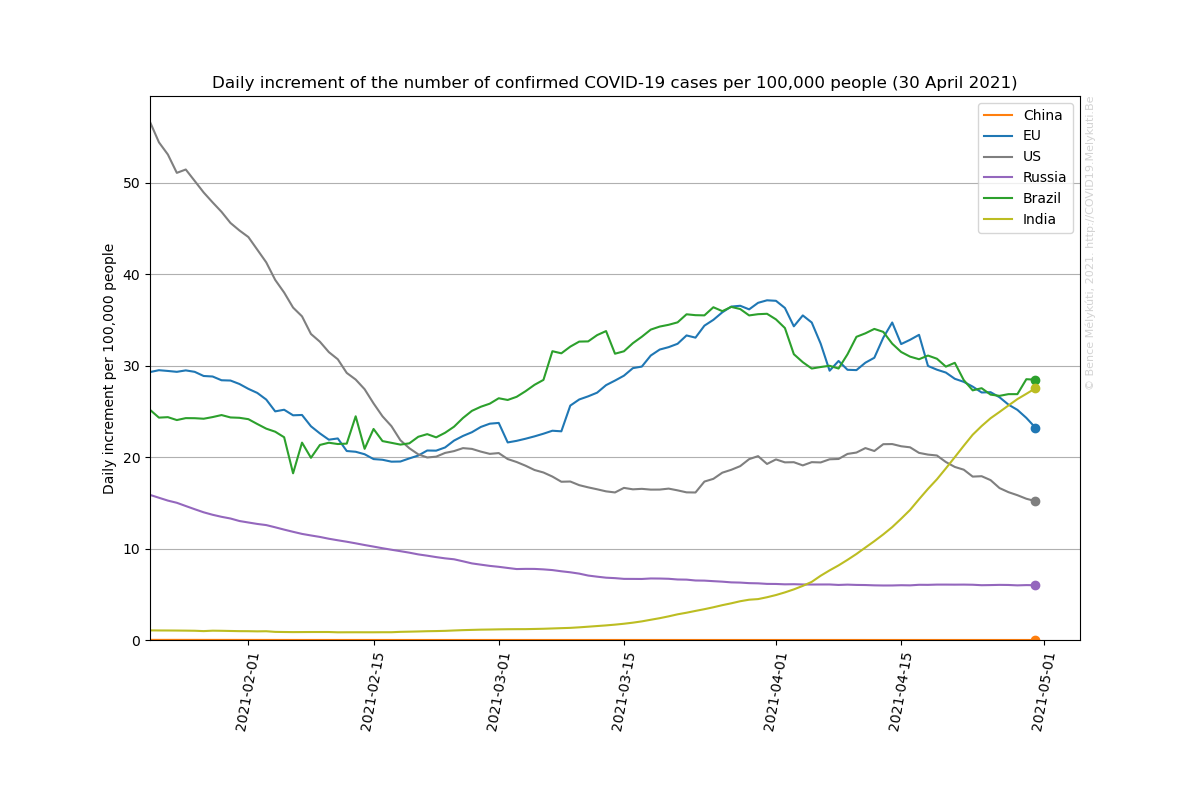 Daily increment of the number of confirmed COVID-19 cases per 100,000 people (30 April 2021)
China
EU
US
Russia
Brazil
India
© Bence Mélykúti, 2021  http://COVID19.Melykuti.Be
Daily increment per 100,000 people
50
40
30
20
10
0
2021-02-01
2021-02-15
2021-03-01
2021-03-15
2021-04-01
2021-04-15
2021-05-01